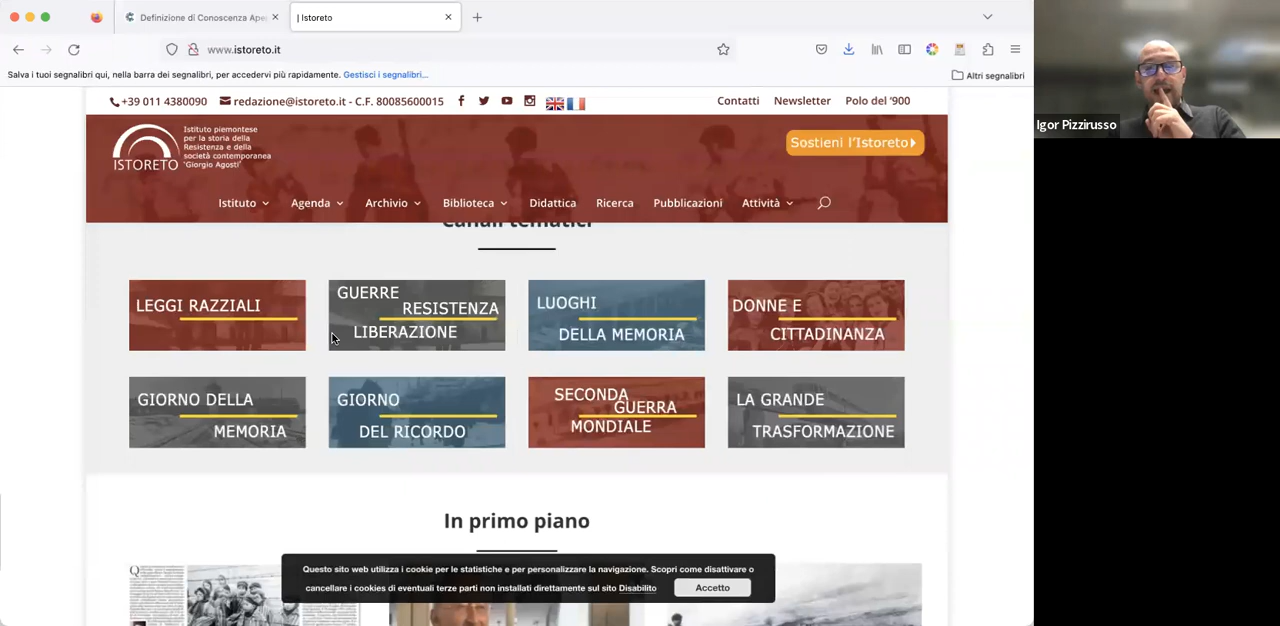 Definizione di Conoscenza Ape
| Istoreto
www.istoreto.it
Salva i tuoi segnalibri qui, nella barra dei segnalibri, per accedervi più rapidamente. Gestisci i segnalibri...
Altri segnalibri
+39 011 4380090 redazione@istoreto.it - C.F. 80085600015
Contatti Newsletter Polo del '900
ISTORETO
Istituto piemontese
per la storia della
Resistenza e della
società contemporanea
'Giorgio Agosti'
Sostieni l'Istoreto
Istituto Agenda Archivio Biblioteca Didattica Ricerca Pubblicazioni Attività
Canali tematici
LEGGI RAZZIALI
GUERRE
RESISTENZA
LIBERAZIONE
LUOGHI
DELLA MEMORIA
DONNE E
CITTADINANZA
GIORNO DELLA
MEMORIA
GIORNO
DEL RICORDO
SECONDA
GUERRA
MONDIALE
LA GRANDE
TRASFORMAZIONE
In primo piano
Questo sito web utilizza i cookie per le statistiche e per personalizzare la navigazione. Scopri come disattivare o
cancellare i cookies di eventuali terze parti non installati direttamente sul sito Disabilito
Accetto
Igor Pizzirusso